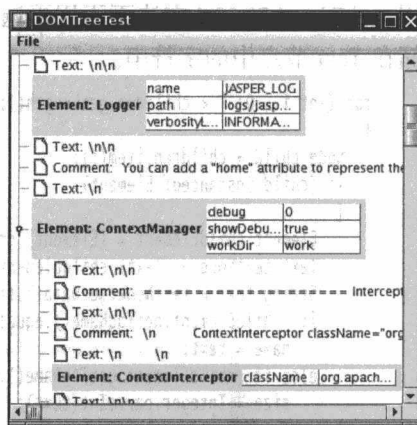 DOMTreeTest
File
Text: \n\n
Element: Logger
name JASPER_LOG
path logs/jasp...
verbosityL... INFORMA...
Text: \n\n
Comment: You can add a "home" attribute to represent the
Text: \n
Element: ContextManager
debug 0
showDebu... true
workDir work
Text: \n\n
Comment: ================ Intercept
Text: \n\n
Comment: \n ContextInterceptor className="org
Text: \n \n
Element: ContextInterceptor className org.apach...
Text: \n\n